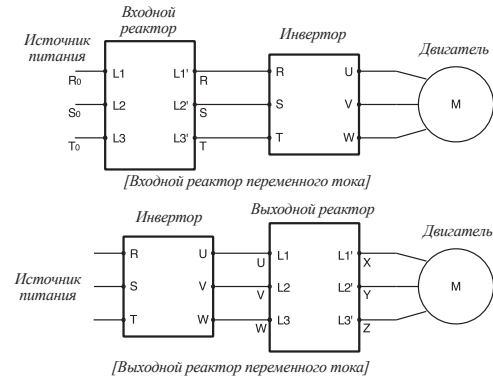 Источник питания
Входной реактор
Инвертор
Двигатель
R0 L1 L1' R R U
S0 L2 L2' S S V M
T0 L3 L3' T T W
[Входной реактор переменного тока]
Инвертор
Выходной реактор
Двигатель
Источник питания
R U U L1 L1' X
S V V L2 L2' Y M
T W W L3 L3' Z
[Выходной реактор переменного тока]